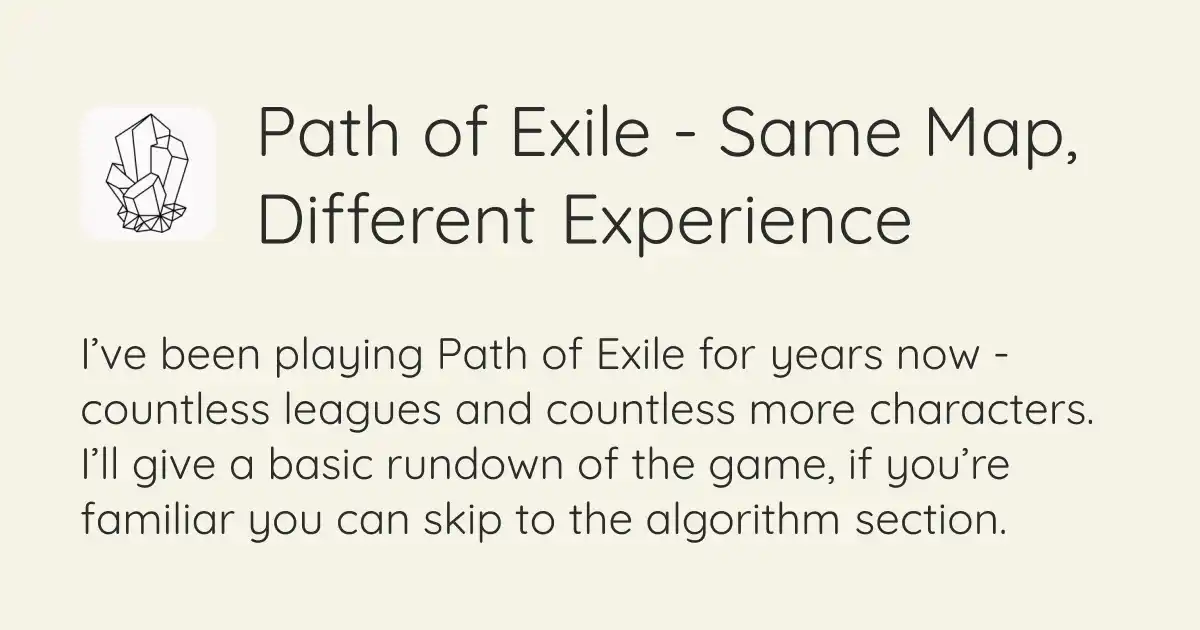 Path of Exile - Same Map,
Different Experience
I’ve been playing Path of Exile for years now -
countless leagues and countless more characters.
I’ll give a basic rundown of the game, if you’re
familiar you can skip to the algorithm section.